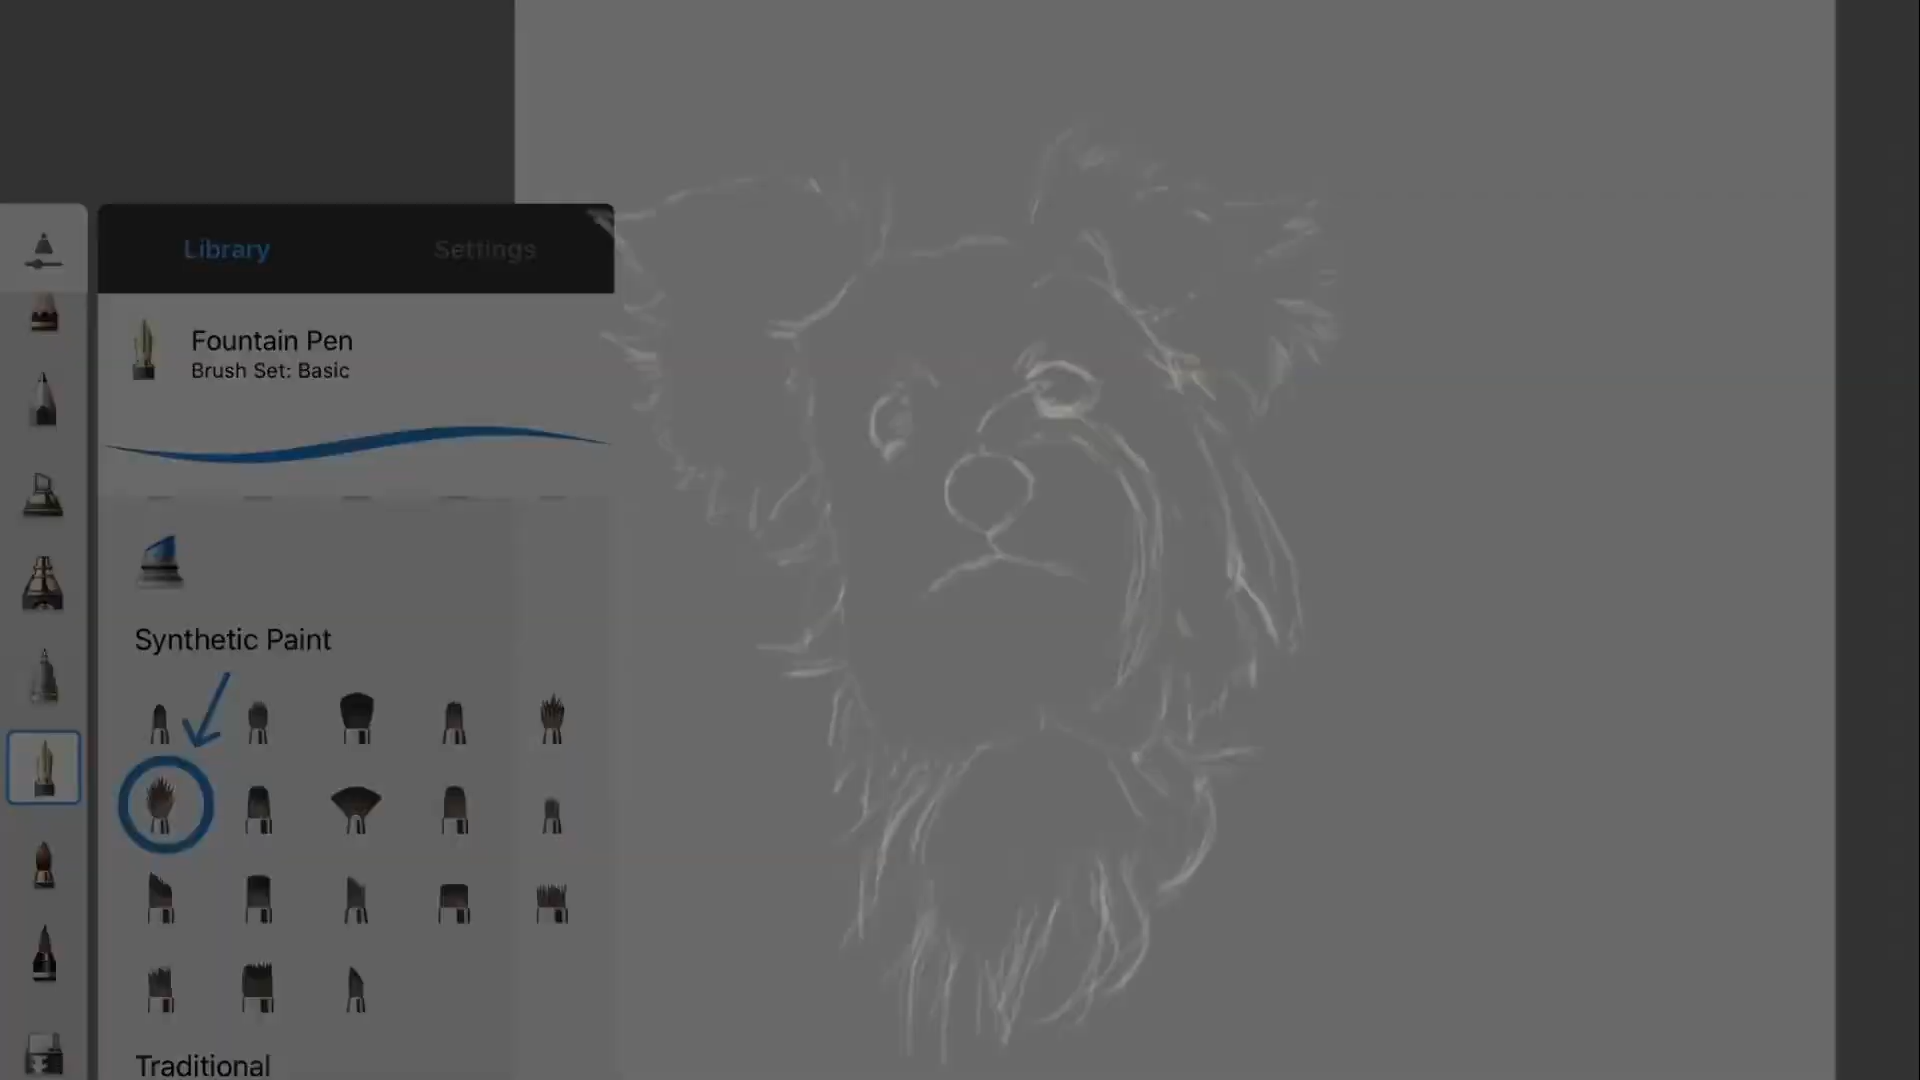 Library
Settings
Fountain Pen
Brush Set: Basic
Synthetic Paint
Traditional